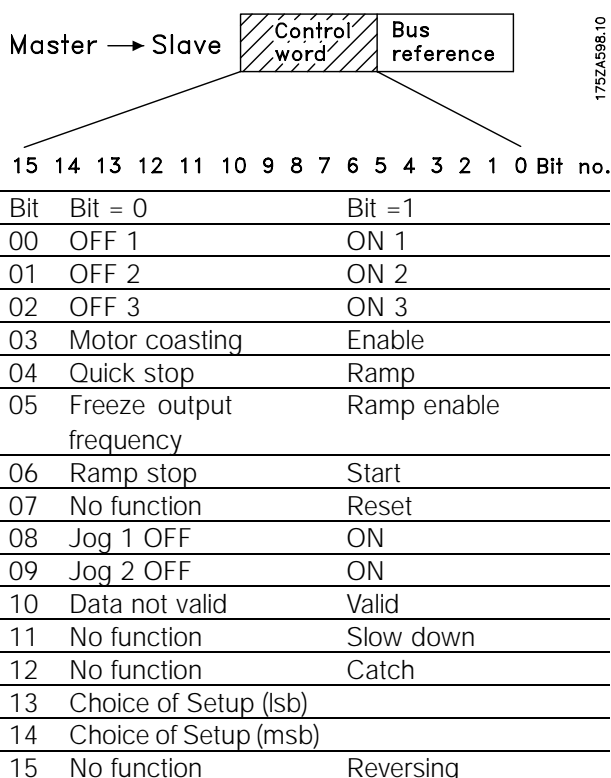 Master → Slave Control word Bus reference
175ZA598.10
15 14 13 12 11 10 9 8 7 6 5 4 3 2 1 0 Bit no.
Bit Bit = 0 Bit =1
00 OFF 1 ON 1
01 OFF 2 ON 2
02 OFF 3 ON 3
03 Motor coasting Enable
04 Quick stop Ramp
05 Freeze output Ramp enable
frequency
06 Ramp stop Start
07 No function Reset
08 Jog 1 OFF ON
09 Jog 2 OFF ON
10 Data not valid Valid
11 No function Slow down
12 No function Catch
13 Choice of Setup (lsb)
14 Choice of Setup (msb)
15 No function Reversing